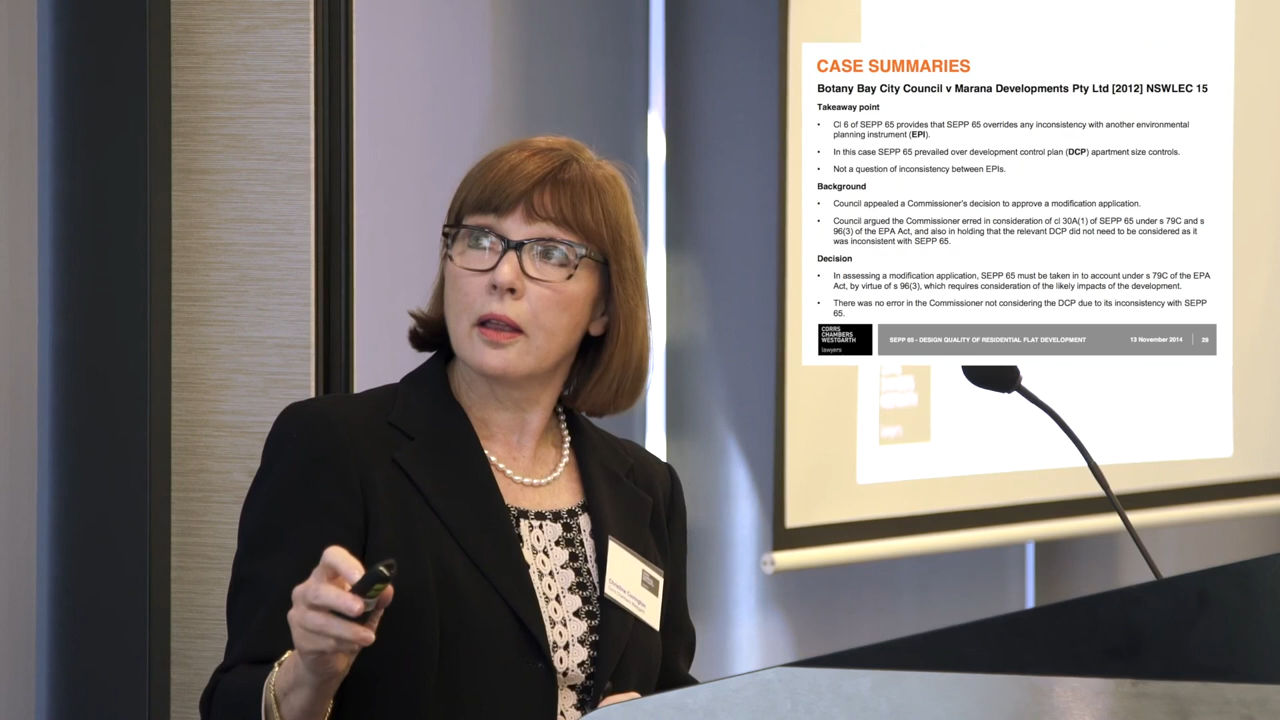 CASE SUMMARIES
Botany Bay City Council v Marana Developments Pty Ltd [2012] NSWLEC 15
Takeaway point
• Cl 6 of SEPP 65 provides that SEPP 65 overrides any inconsistency with another environmental
planning instrument (EPI).
• In this case SEPP 65 prevailed over development control plan (DCP) apartment size controls.
• Not a question of inconsistency between EPIs.
Background
• Council appealed a Commissioner's decision to approve a modification application.
• Council argued the Commissioner erred in consideration of cl 30A(1) of SEPP 65 under s 79C and s
96(3) of the EPA Act, and also in holding that the relevant DCP did not need to be considered as it
was inconsistent with SEPP 65.
Decision
• In assessing a modification application, SEPP 65 must be taken in to account under s 79C of the EPA
Act, by virtue of s 96(3), which requires consideration of the likely impacts of the development.
• There was no error in the Commissioner not considering the DCP due to its inconsistency with SEPP
65.
CORRS
CHAMBERS
WESTGARTH
lawyers
SEPP 65 - DESIGN QUALITY OF RESIDENTIAL FLAT DEVELOPMENT 13 November 2014 28
Christine Covington